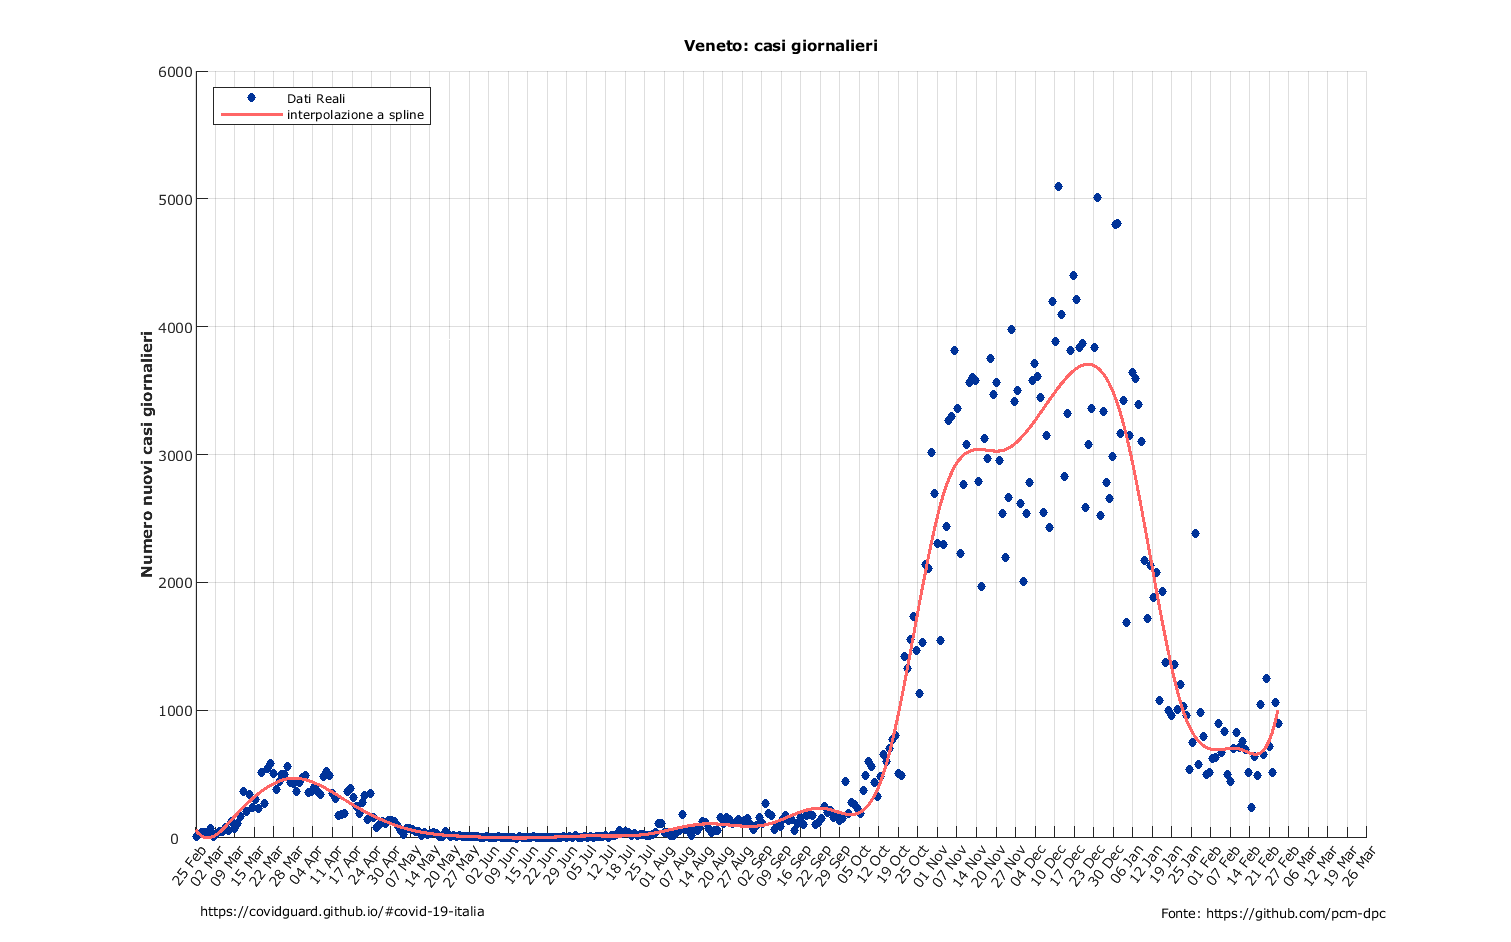 Veneto: casi giornalieri
Dati Reali
interpolazione a spline
Numero nuovi casi giornalieri
6000
5000
4000
3000
2000
1000
0
25 Feb
02 Mar
09 Mar
15 Mar
22 Mar
28 Mar
04 Apr
11 Apr
17 Apr
24 Apr
30 Apr
07 May
14 May
20 May
27 May
02 Jun
09 Jun
15 Jun
22 Jun
29 Jun
05 Jul
12 Jul
18 Jul
25 Jul
01 Aug
07 Aug
14 Aug
20 Aug
27 Aug
02 Sep
09 Sep
16 Sep
22 Sep
29 Sep
05 Oct
12 Oct
19 Oct
25 Oct
01 Nov
07 Nov
14 Nov
20 Nov
27 Dec
04 Dec
10 Dec
17 Dec
23 Dec
30 Dec
06 Jan
12 Jan
19 Jan
25 Jan
01 Feb
07 Feb
14 Feb
21 Feb
27 Feb
06 Mar
12 Mar
19 Mar
26 Mar
https://covidguard.github.io/#covid-19-italia
Fonte: https://github.com/pcm-dpc